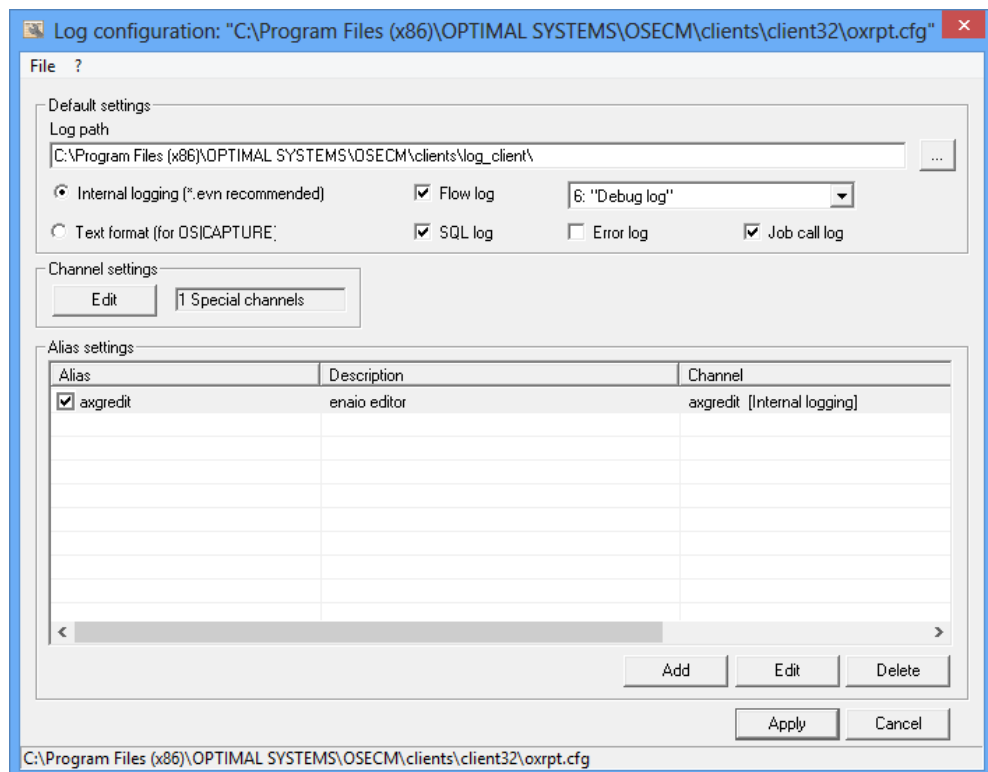 Log configuration: "C:\Program Files (x86)\OPTIMAL SYSTEMS\OSECM\clients\client32\oxrpt.cfg"
File ?
Default settings
Log path
C:\Program Files (x86)\OPTIMAL SYSTEMS\OSECM\clients\log_client\ ...
Internal logging (*.evn recommended) Flow log 6: "Debug log"
Text format (for OS|CAPTURE) SQL log Error log Job call log
Channel settings
Edit 1 Special channels
Alias settings
Alias Description Channel
axgredit enaio editor axgredit [Internal logging]
Add Edit Delete
Apply Cancel
C:\Program Files (x86)\OPTIMAL SYSTEMS\OSECM\clients\client32\oxrpt.cfg